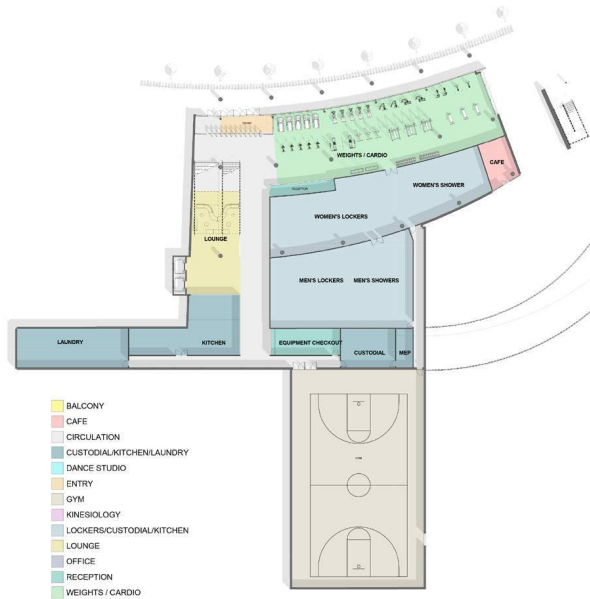 WEIGHTS / CARDIO
CAFE
WOMEN'S SHOWER
RECEPTION
WOMEN'S LOCKERS
LOUNGE
MEN'S LOCKERS MEN'S SHOWERS
LAUNDRY
KITCHEN
EQUIPMENT CHECKOUT
CUSTODIAL
MEP
BALCONY
CAFE
CIRCULATION
CUSTODIAL/KITCHEN/LAUNDRY
DANCE STUDIO
ENTRY
GYM
KINESIOLOGY
LOCKERS/CUSTODIAL/KITCHEN
LOUNGE
OFFICE
RECEPTION
WEIGHTS / CARDIO